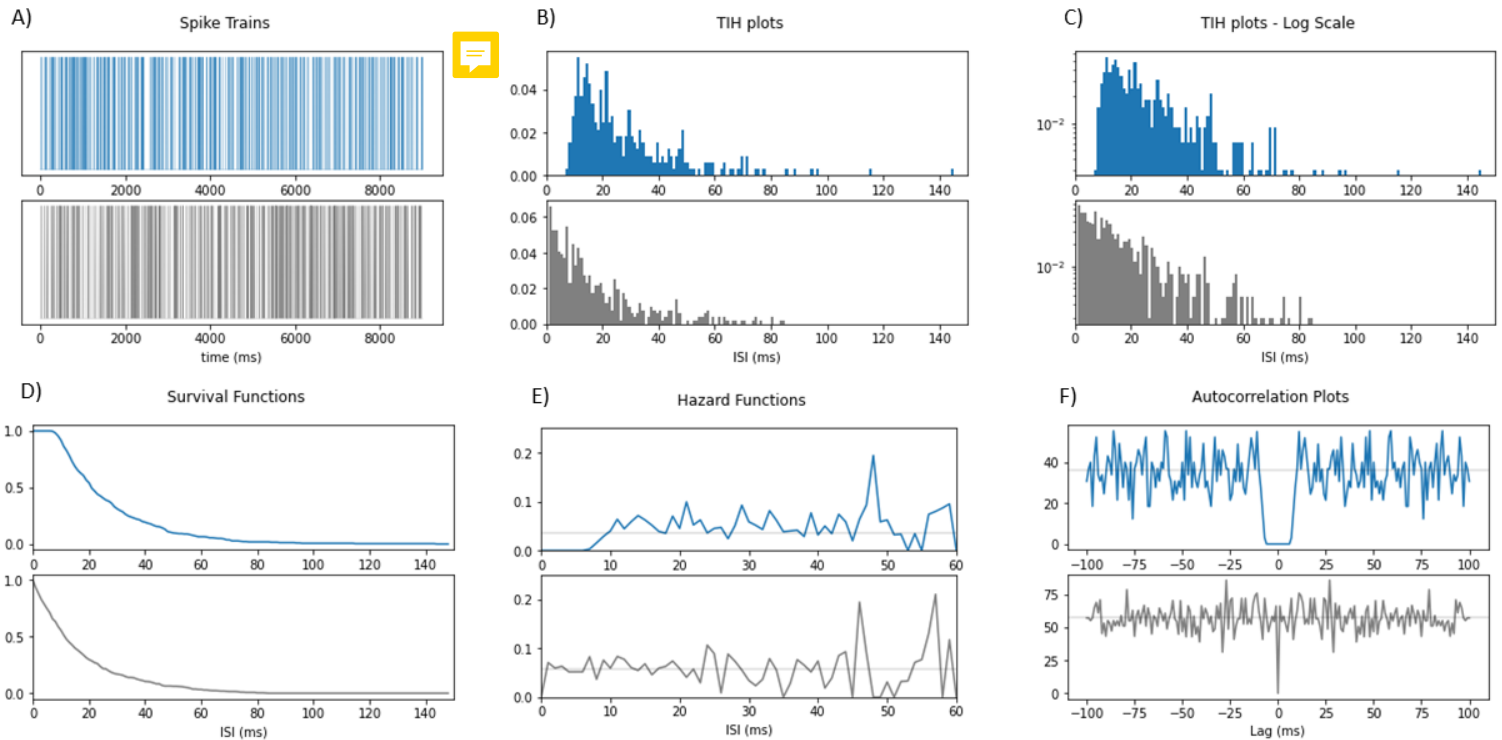 A)
Spike Trains
0 2000 4000 6000 8000
0 2000 4000 6000 8000
time (ms)
B)
TIH plots
0.04
0.02
0.00
0 20 40 60 80 100 120 140
0.06
0.04
0.02
0.00
0 20 40 60 80 100 120 140
ISI (ms)
C)
TIH plots - Log Scale
10⁻²
0 20 40 60 80 100 120 140
10⁻²
0 20 40 60 80 100 120 140
ISI (ms)
D)
Survival Functions
1.0
0.5
0.0
0 20 40 60 80 100 120 140
1.0
0.5
0.0
0 20 40 60 80 100 120 140
ISI (ms)
E)
Hazard Functions
0.2
0.1
0.0
0 10 20 30 40 50 60
0.2
0.1
0.0
0 10 20 30 40 50 60
ISI (ms)
F)
Autocorrelation Plots
40
20
0
−100 −75 −50 −25 0 25 50 75 100
75
50
25
0
−100 −75 −50 −25 0 25 50 75 100
Lag (ms)